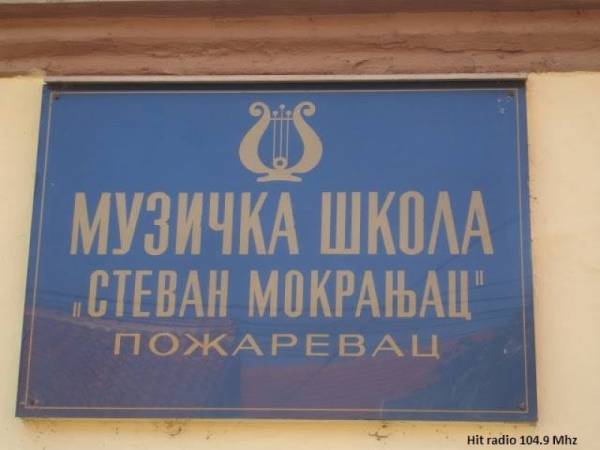 МУЗИЧКА ШКОЛА
„СТЕВАН МОКРАЊАЦ"
ПОЖАРЕВАЦ
Hit radio 104.9 Mhz